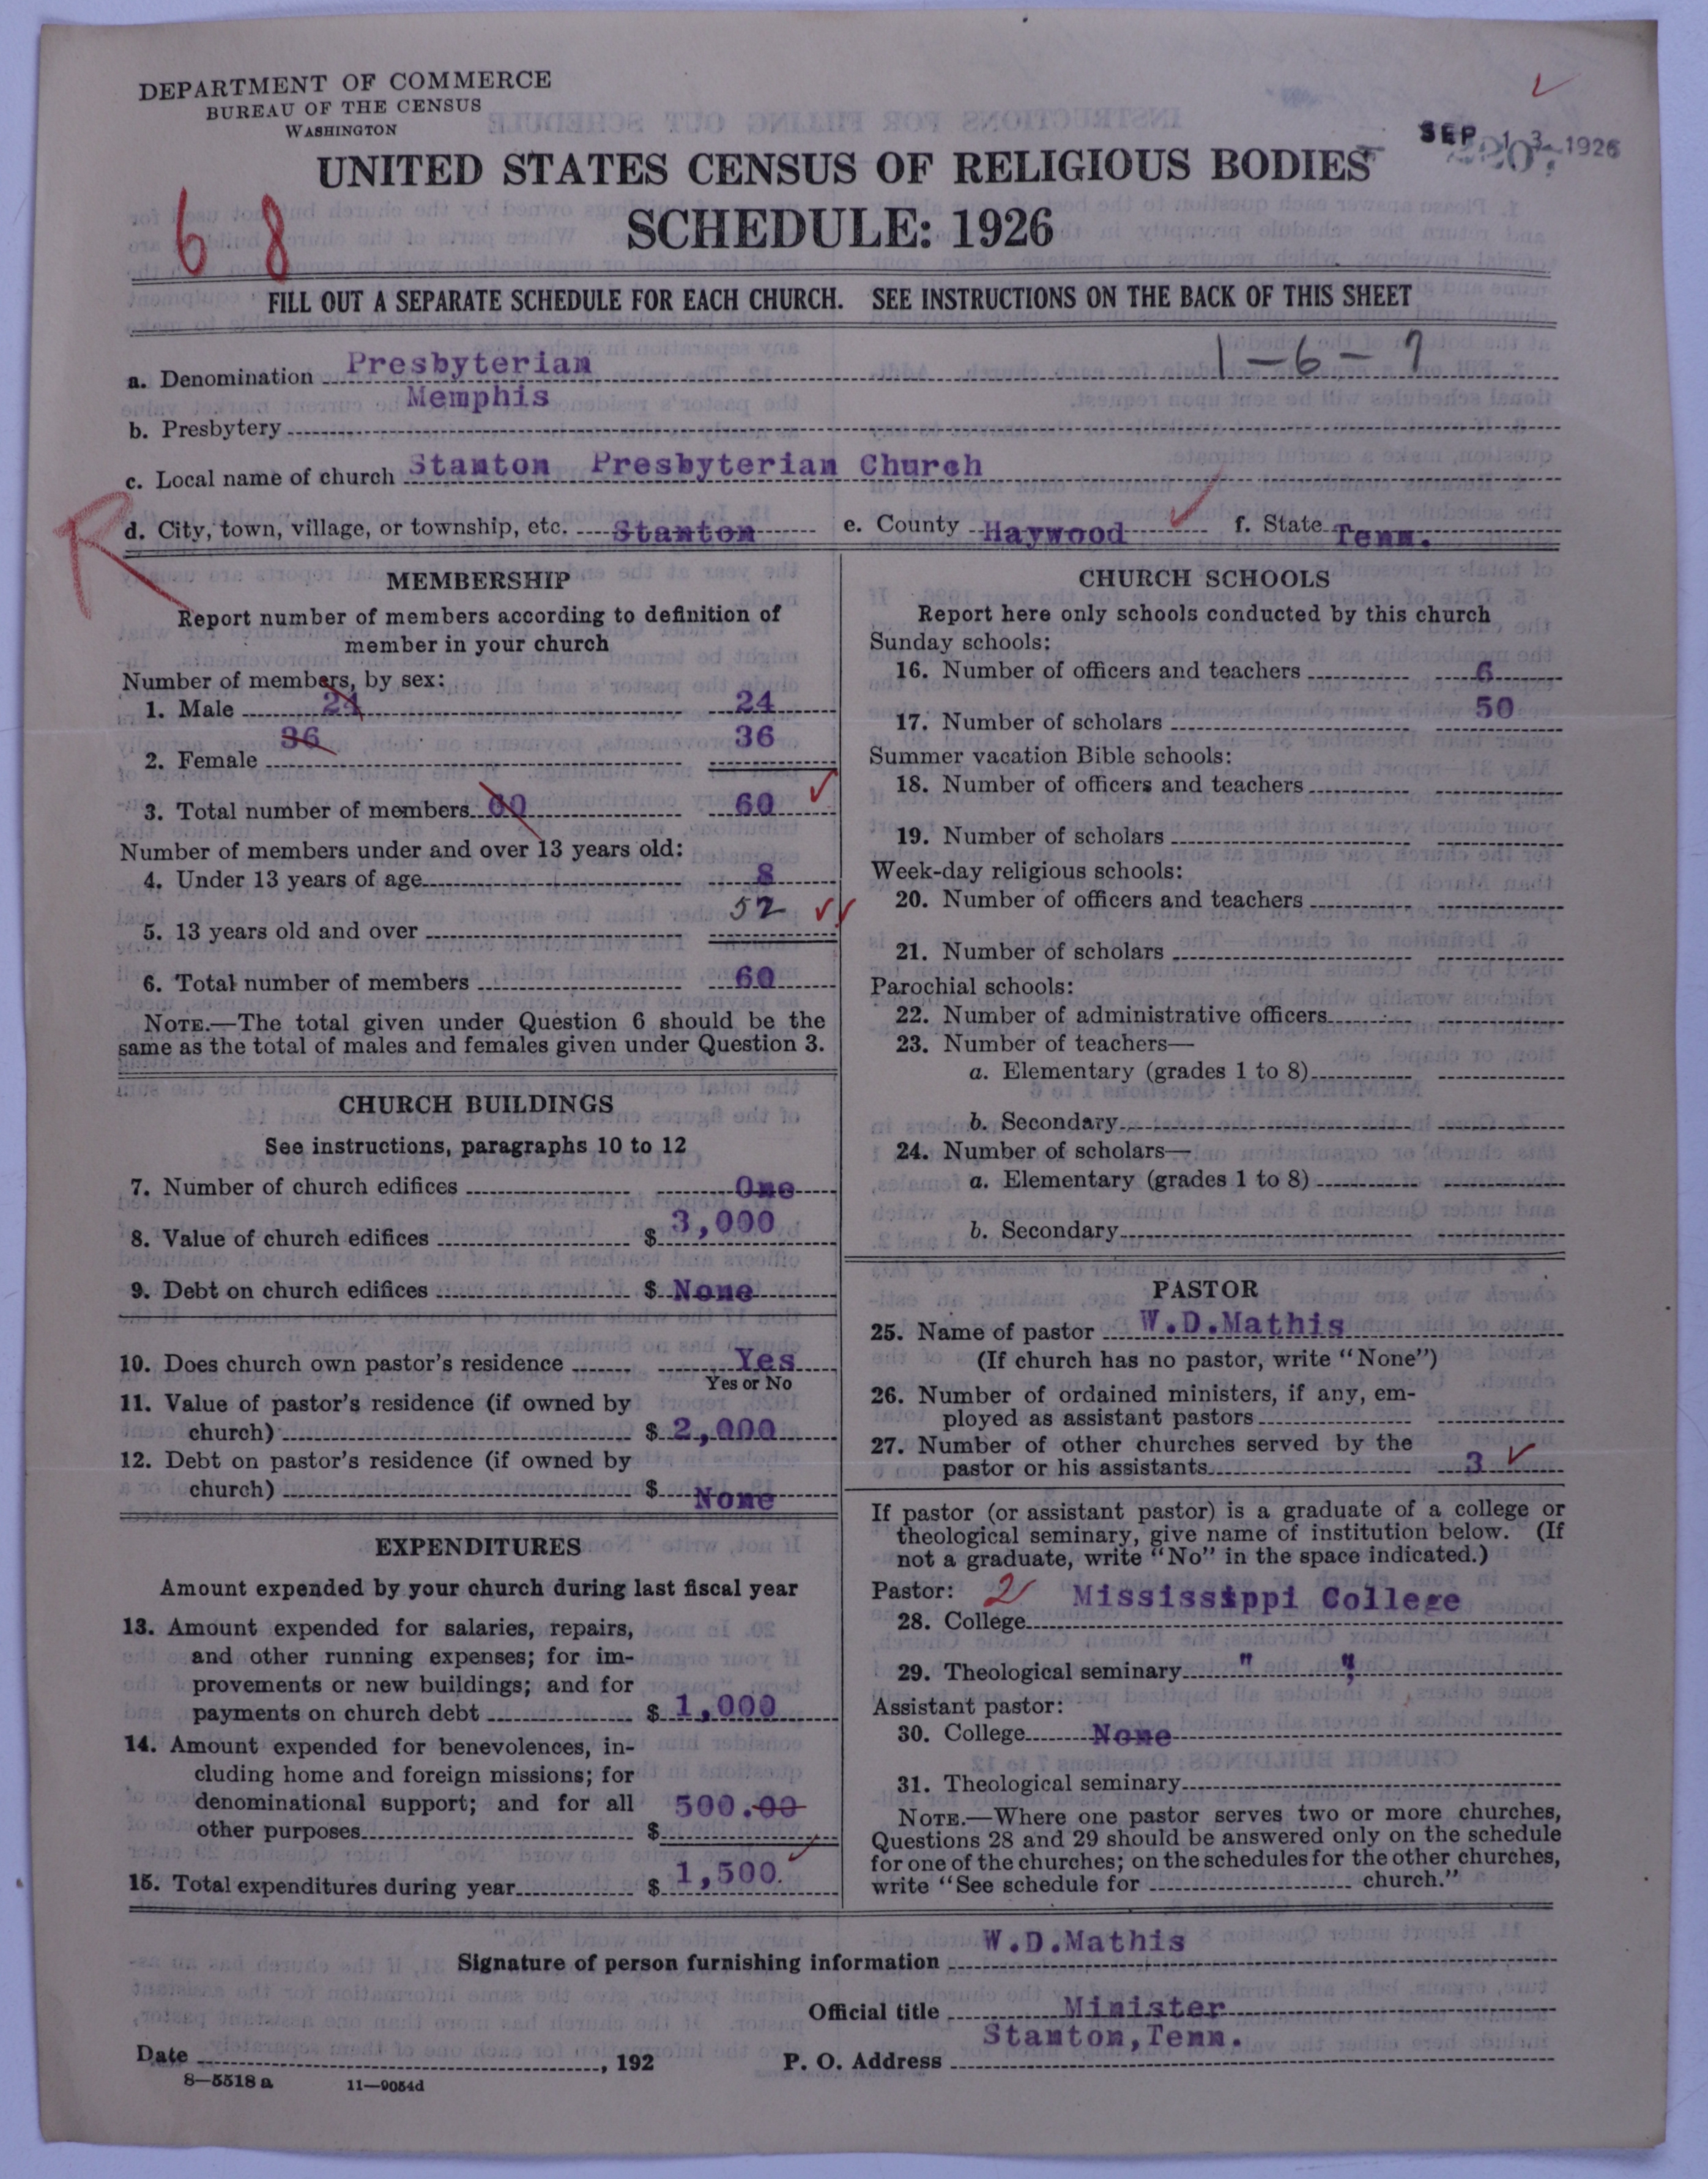 DEPARTMENT OF COMMERCE
BUREAU OF THE CENSUS
WASHINGTON
SEP 13 1926
UNITED STATES CENSUS OF RELIGIOUS BODIES
SCHEDULE: 1926
6 8
FILL OUT A SEPARATE SCHEDULE FOR EACH CHURCH. SEE INSTRUCTIONS ON THE BACK OF THIS SHEET
1-6-7
a. Denomination Presbyterian
b. Presbytery Memphis
c. Local name of church Stanton Presbyterian Church
R
d. City, town, village, or township, etc. Stanton e. County Haywood f. State Tenn.
MEMBERSHIP
Report number of members according to definition of
member in your church
Number of members, by sex:
1. Male 24 24
2. Female 36 36
3. Total number of members 60 60
Number of members under and over 13 years old:
4. Under 13 years of age 8
5. 13 years old and over 52
6. Total number of members 60
NOTE.—The total given under Question 6 should be the
same as the total of males and females given under Question 3.
CHURCH BUILDINGS
See instructions, paragraphs 10 to 12
7. Number of church edifices One
8. Value of church edifices $ 3,000
9. Debt on church edifices $ None
10. Does church own pastor's residence Yes
Yes or No
11. Value of pastor's residence (if owned by
church) $ 2,000
12. Debt on pastor's residence (if owned by
church) $ None
EXPENDITURES
Amount expended by your church during last fiscal year
13. Amount expended for salaries, repairs,
and other running expenses; for im-
provements or new buildings; and for
payments on church debt $ 1,000
14. Amount expended for benevolences, in-
cluding home and foreign missions; for
denominational support; and for all
other purposes $ 500.00
15. Total expenditures during year $ 1,500.
CHURCH SCHOOLS
Report here only schools conducted by this church
Sunday schools:
16. Number of officers and teachers 6
17. Number of scholars 50
Summer vacation Bible schools:
18. Number of officers and teachers
19. Number of scholars
Week-day religious schools:
20. Number of officers and teachers
21. Number of scholars
Parochial schools:
22. Number of administrative officers
23. Number of teachers—
a. Elementary (grades 1 to 8)
b. Secondary
24. Number of scholars—
a. Elementary (grades 1 to 8)
b. Secondary
PASTOR
25. Name of pastor W.D.Mathis
(If church has no pastor, write "None")
26. Number of ordained ministers, if any, em-
ployed as assistant pastors
27. Number of other churches served by the
pastor or his assistants 3
If pastor (or assistant pastor) is a graduate of a college or
theological seminary, give name of institution below. (If
not a graduate, write "No" in the space indicated.)
Pastor: 2
28. College Mississippi College
29. Theological seminary " "
Assistant pastor:
30. College None
31. Theological seminary
NOTE.—Where one pastor serves two or more churches,
Questions 28 and 29 should be answered only on the schedule
for one of the churches; on the schedules for the other churches,
write "See schedule for church."
Signature of person furnishing information W.D.Mathis
Official title Minister
Date , 192 P. O. Address Stanton, Tenn.
8—5518 a 11—9054d